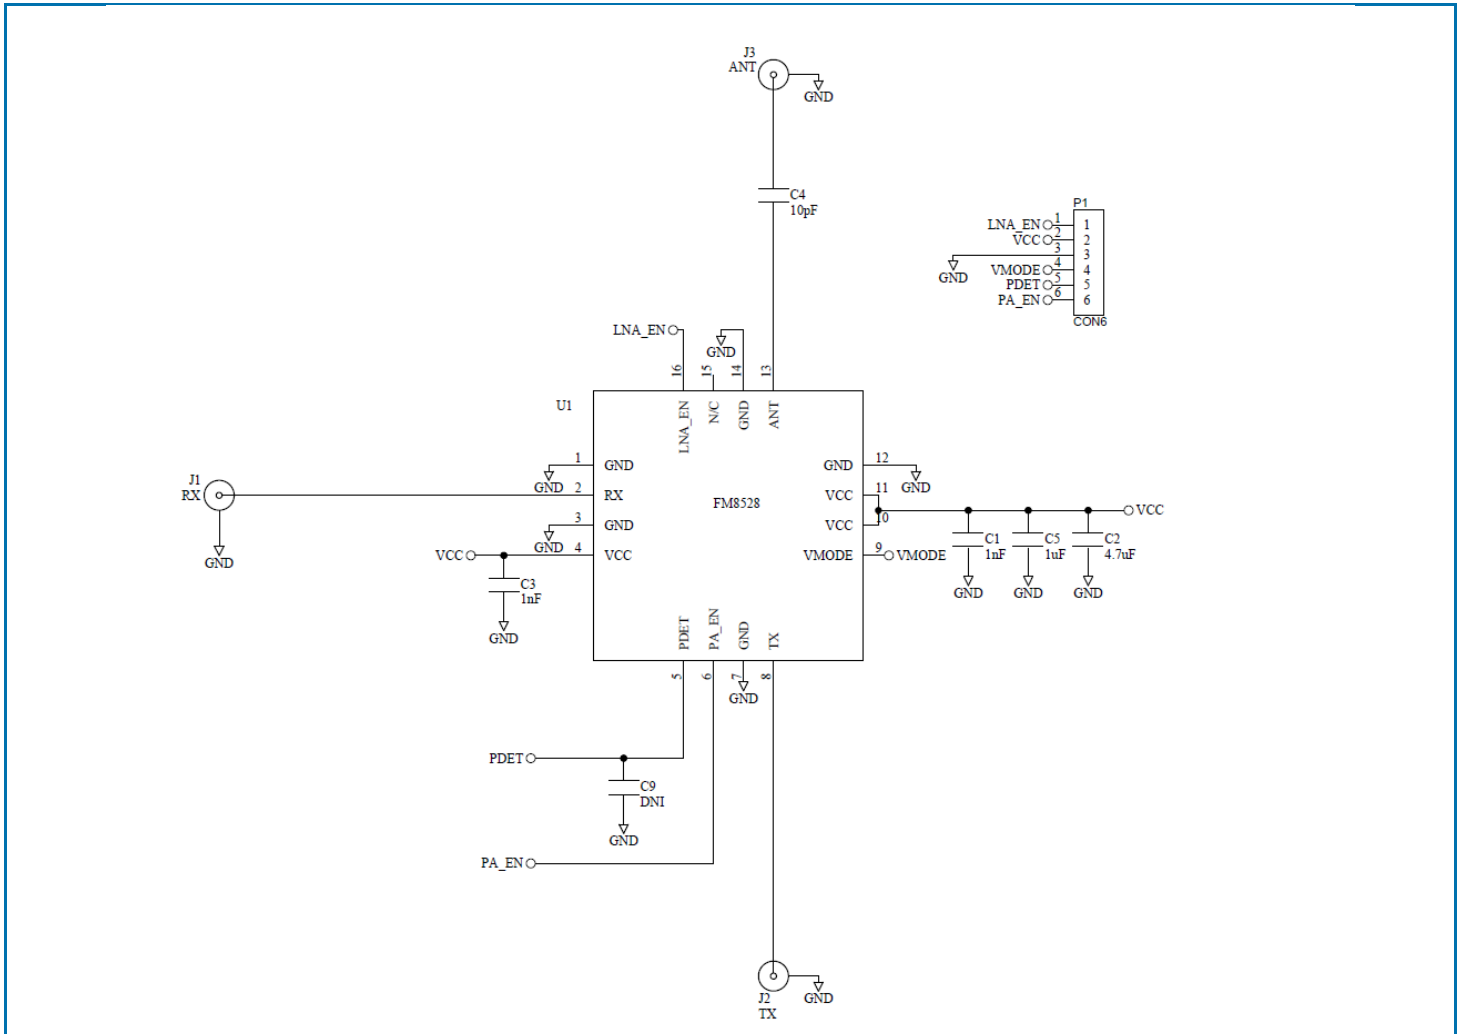 J3
ANT
GND
C4
10pF
P1
LNA_EN 1 1
VCC 2 2
3 3
GND
VMODE 4 4
PDET 5 5
PA_EN 6 6
CON6
LNA_EN
GND
16 15 14 13
U1
LNA_EN N/C GND ANT
1 GND
GND
GND 12
GND
J1
RX
2 RX
VCC 11
FM8528
3 GND
GND
VCC 10
VCC
VCC 4 VCC
VMODE 9 VMODE
GND
C1
1nF
C5
1uF
C2
4.7uF
GND GND GND
C3
1nF
GND
PDET PA_EN GND TX
5 6 7 8
GND
PDET
C9
DNI
GND
PA_EN
J2
TX
GND